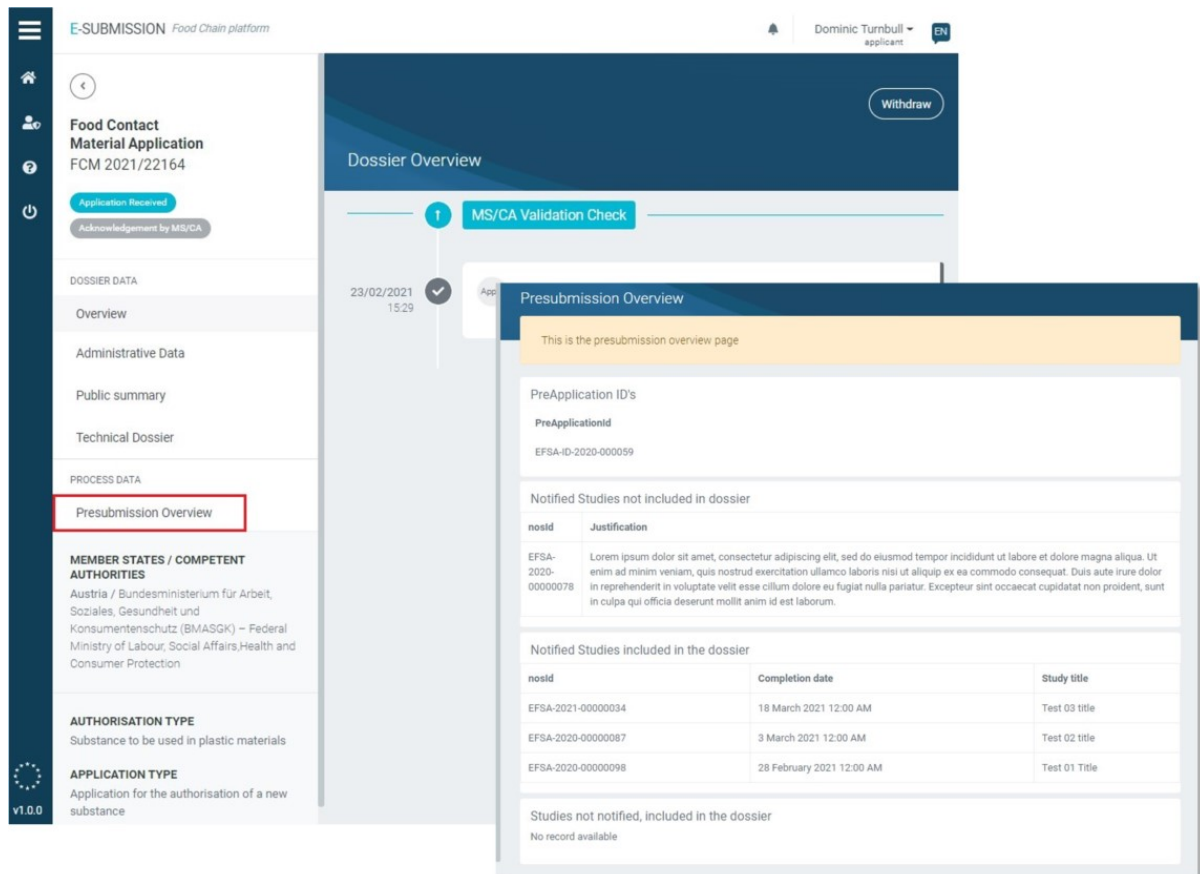 E-SUBMISSION Food Chain platform
Dominic Turnbull
applicant
EN
Food Contact
Material Application
FCM 2021/22164
Application Received
Acknowledgement by MS/CA
DOSSIER DATA
Overview
Administrative Data
Public summary
Technical Dossier
PROCESS DATA
Presubmission Overview
MEMBER STATES / COMPETENT
AUTHORITIES
Austria / Bundesministerium für Arbeit,
Soziales, Gesundheit und
Konsumentenschutz (BMASGK) – Federal
Ministry of Labour, Social Affairs,Health and
Consumer Protection
AUTHORISATION TYPE
Substance to be used in plastic materials
APPLICATION TYPE
Application for the authorisation of a new
substance
v1.0.0
Withdraw
Dossier Overview
MS/CA Validation Check
23/02/2021
15:29
App
Presubmission Overview
This is the presubmission overview page
PreApplication ID's
PreApplicationId
EFSA-ID-2020-000059
Notified Studies not included in dossier
nosId Justification
EFSA-2020-00000078 Lorem ipsum dolor sit amet, consectetur adipiscing elit, sed do eiusmod tempor incididunt ut labore et dolore magna aliqua. Ut
enim ad minim veniam, quis nostrud exercitation ullamco laboris nisi ut aliquip ex ea commodo consequat. Duis aute irure dolor
in reprehenderit in voluptate velit esse cillum dolore eu fugiat nulla pariatur. Excepteur sint occaecat cupidatat non proident, sunt
in culpa qui officia deserunt mollit anim id est laborum.
Notified Studies included in the dossier
nosId Completion date Study title
EFSA-2021-00000034 18 March 2021 12:00 AM Test 03 title
EFSA-2020-00000087 3 March 2021 12:00 AM Test 02 title
EFSA-2020-00000098 28 February 2021 12:00 AM Test 01 Title
Studies not notified, included in the dossier
No record available